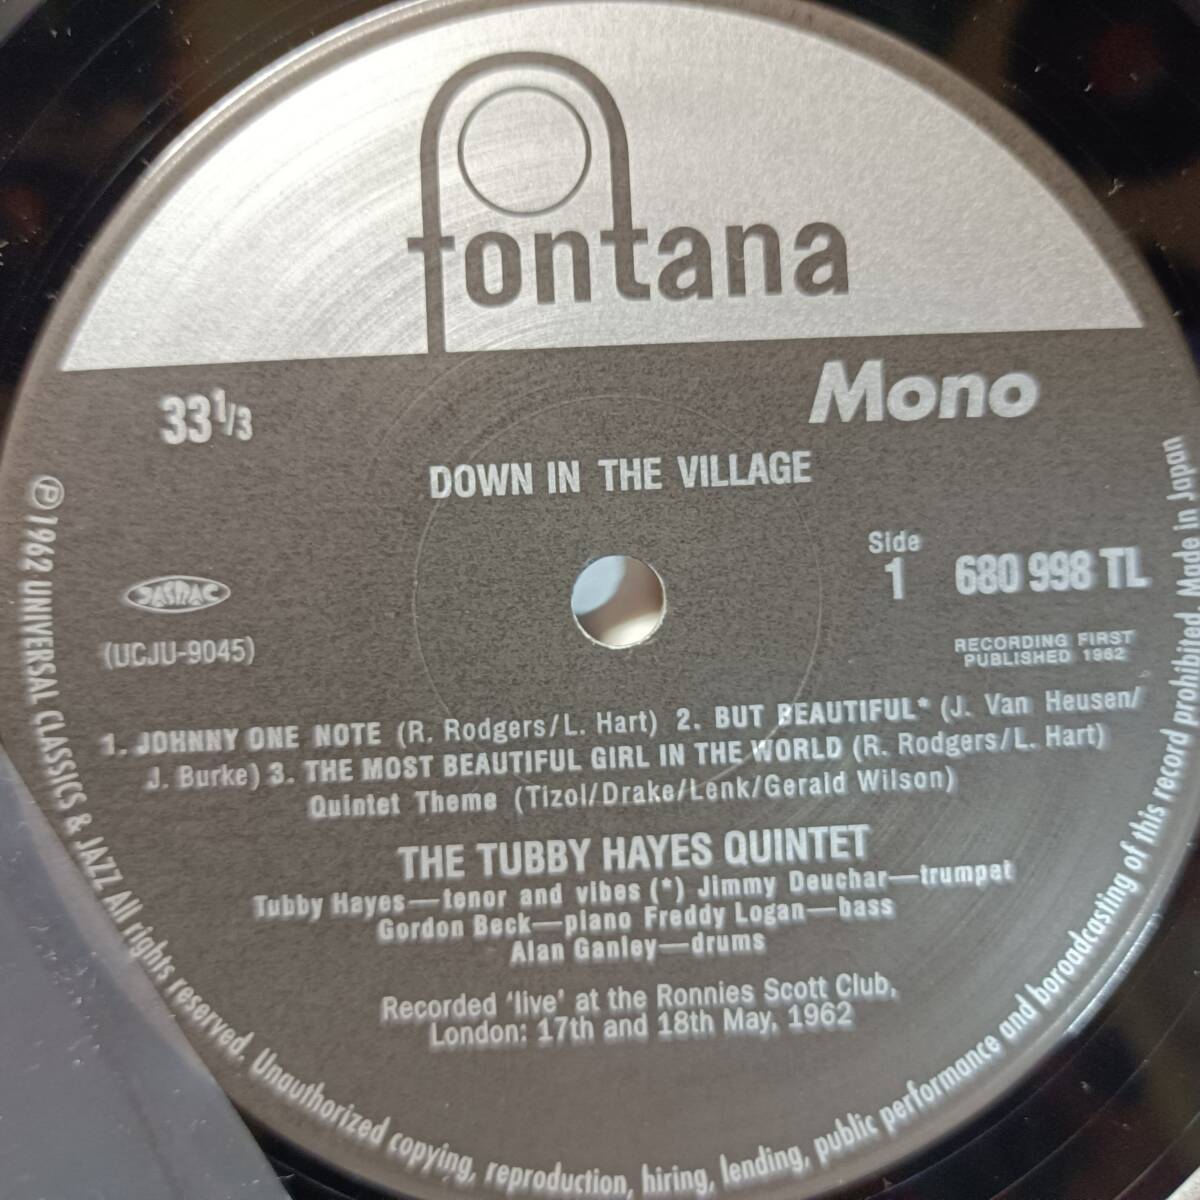 fontana
33 1/3
Mono
DOWN IN THE VILLAGE
Side
1
680 998 TL
JASRAC
(UCJU-9045)
RECORDING FIRST
PUBLISHED 1962
1. JOHNNY ONE NOTE (R. Rodgers/L. Hart) 2. BUT BEAUTIFUL* (J. Van Heusen/
J. Burke) 3. THE MOST BEAUTIFUL GIRL IN THE WORLD (R. Rodgers/L. Hart)
Quintet Theme (Tizol/Drake/Lenk/Gerald Wilson)
THE TUBBY HAYES QUINTET
Tubby Hayes—tenor and vibes (*) Jimmy Deuchar—trumpet
Gordon Beck—piano Freddy Logan—bass
Alan Ganley—drums
Recorded 'live' at the Ronnies Scott Club,
London: 17th and 18th May, 1962
Ⓟ1962 UNIVERSAL CLASSICS & JAZZ All rights reserved. Unauthorized copying, reproduction, hiring, lending, public performance and boroadcasting of this record prohibited. Made in Japan